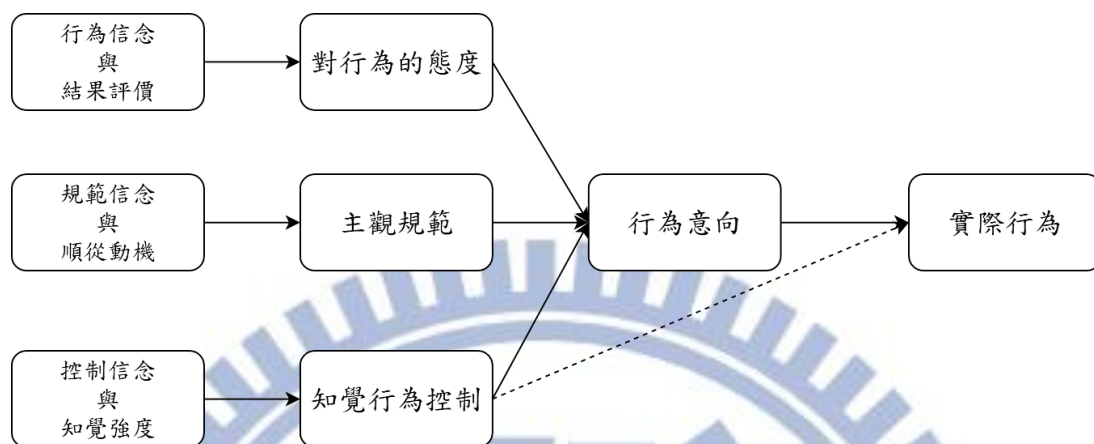 行為信念
與
結果評價
對行為的態度
規範信念
與
順從動機
主觀規範
行為意向
實際行為
控制信念
與
知覺強度
知覺行為控制